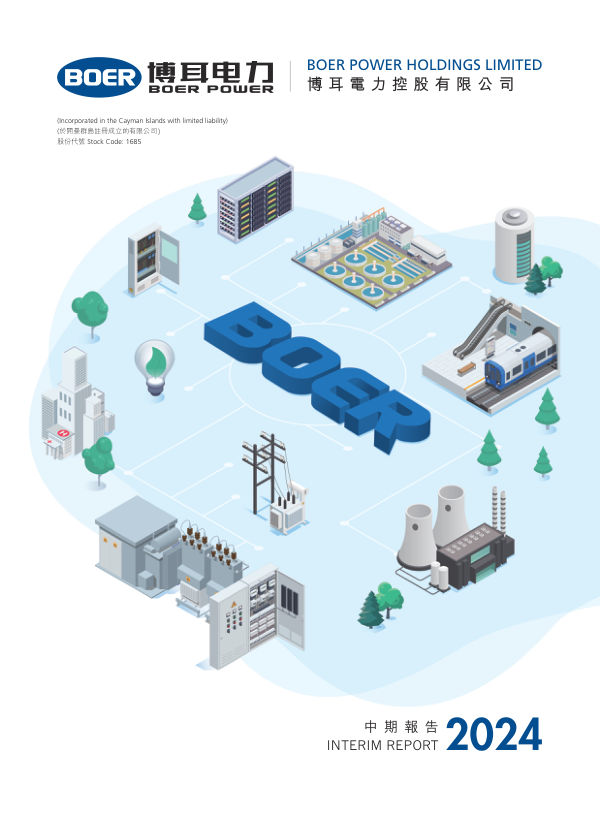 BOER
博耳电力
BOER POWER
BOER POWER HOLDINGS LIMITED
博耳電力控股有限公司
(Incorporated in the Cayman Islands with limited liability)
(於開曼群島註冊成立的有限公司)
股份代號 Stock Code: 1685
BOER
H
中期報告
INTERIM REPORT
2024